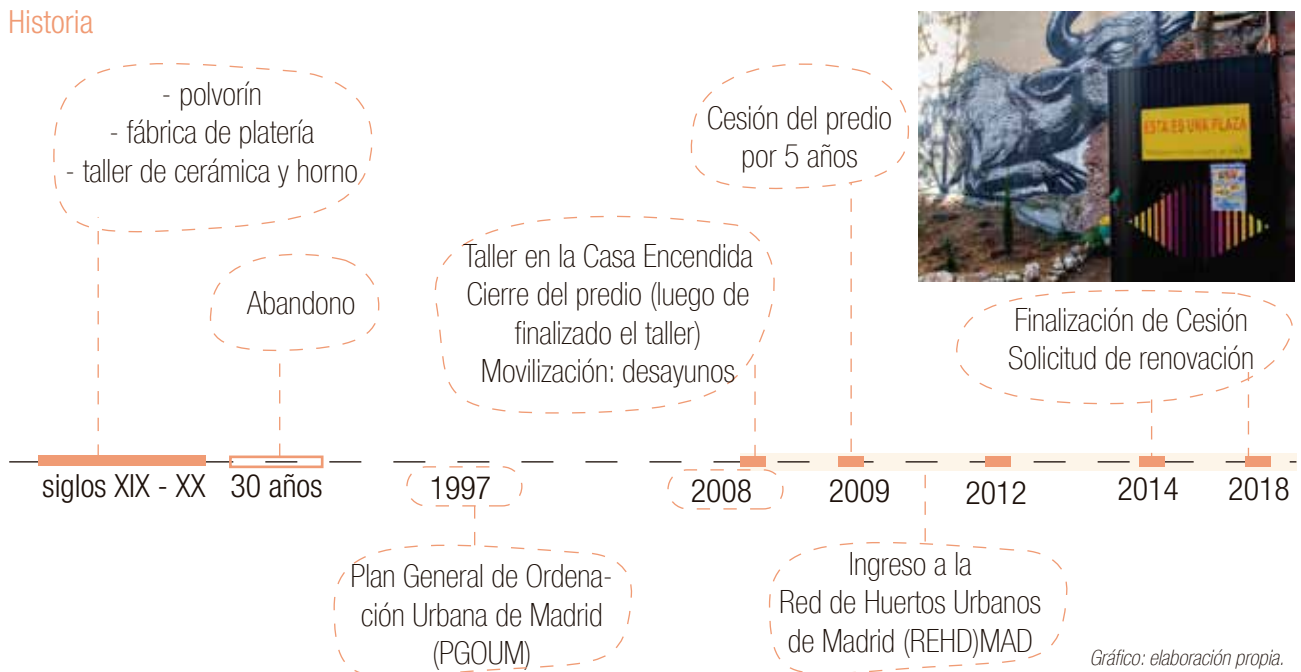 Historia
- polvorín
- fábrica de platería
- taller de cerámica y horno
Abandono
Taller en la Casa Encendida
Cierre del predio (luego de
finalizado el taller)
Movilización: desayunos
Cesión del predio
por 5 años
ESTA ES UNA PLAZA
Finalización de Cesión
Solicitud de renovación
siglos XIX - XX
30 años
1997
2008
2009
2012
2014
2018
Plan General de Ordena-
ción Urbana de Madrid
(PGOUM)
Ingreso a la
Red de Huertos Urbanos
de Madrid (REHD)MAD
Gráfico: elaboración propia.